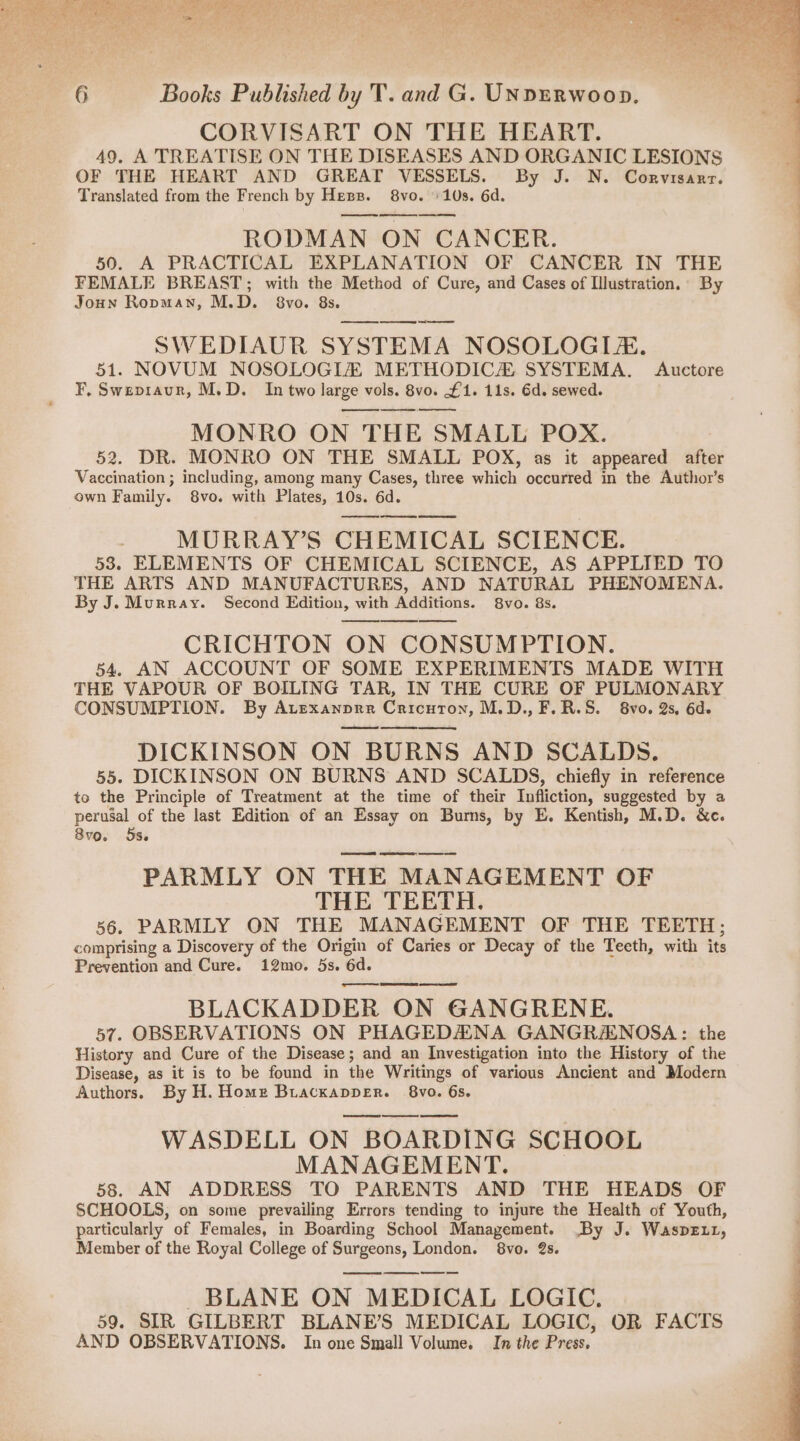 6 Books Published by T. and G. UNDERWOOD.
CORVISART ON THE HEART.
49. A TREATISE ON THE DISEASES AND ORGANIC LESIONS
OF THE HEART AND GREAT VESSELS. By J. N. CORVISART.
Translated from the French by HEBB. 8vo. 10s. 6d.
RODMAN ON CANCER.
50. A PRACTICAL EXPLANATION OF CANCER IN THE
FEMALE BREAST; with the Method of Cure, and Cases of Illustration. By
JOHN RODMAN, M.D. 8vo. 8s.
SWEDIAUR SYSTEMA NOSOLOGIÆ.
51. NOVUM NOSOLOGIÆ METHODICÆ SYSTEMA. Auctore
F. SWEDIAUR, M.D. In two large vols. 8vo. £1. 11s. 6d. sewed.
MONRO ON THE SMALL POX.
52. DR. MONRO ON THE SMALL POX, as it appeared after
Vaccination; including, among many Cases, three which occurred in the Author's
own Family. 8vo. with Plates, 10s. 6d.
MURRAY'S CHEMICAL SCIENCE.
53. ELEMENTS OF CHEMICAL SCIENCE, AS APPLIED TO
THE ARTS AND MANUFACTURES, AND NATURAL PHENOMENA.
By J. Murray. Second Edition, with Additions. 8vo. 8s.
CRICHTON ON CONSUMPTION.
54. AN ACCOUNT OF SOME EXPERIMENTS MADE WITH
THE VAPOUR OF BOILING TAR, IN THE CURE OF PULMONARY
CONSUMPTION. By ALEXANDER CRICHTON, M.D., F.R.S. 8vo. 2s. 6d.
DICKINSON ON BURNS AND SCALDS.
55. DICKINSON ON BURNS AND SCALDS, chiefly in reference
to the Principle of Treatment at the time of their Infliction, suggested by a
perusal of the last Edition of an Essay on Burns, by E. Kentish, M.D. &c.
8vo. 5s.
PARMLY ON THE MANAGEMENT OF
THE TEETH.
56. PARMLY ON THE MANAGEMENT OF THE TEETH;
comprising a Discovery of the Origin of Caries or Decay of the Teeth, with its
Prevention and Cure. 12mo. 5s. 6d.
BLACKADDER ON GANGRENE.
57. OBSERVATIONS ON PHAGEDÆNA GANGRÆNOSA: the
History and Cure of the Disease; and an Investigation into the History of the
Disease, as it is to be found in the Writings of various Ancient and Modern
Authors. By H. HOME BLACKADDER. 8vo. 6s.
WASDELL ON BOARDING SCHOOL
MANAGEMENT.
58. AN ADDRESS TO PARENTS AND THE HEADS OF
SCHOOLS, on some prevailing Errors tending to injure the Health of Youth,
particularly of Females, in Boarding School Management. By J. WASDELL,
Member of the Royal College of Surgeons, London. 8vo. 2s.
BLANE ON MEDICAL LOGIC.
59. SIR GILBERT BLANE'S MEDICAL LOGIC, OR FACTS
AND OBSERVATIONS. In one Small Volume. In the Press.